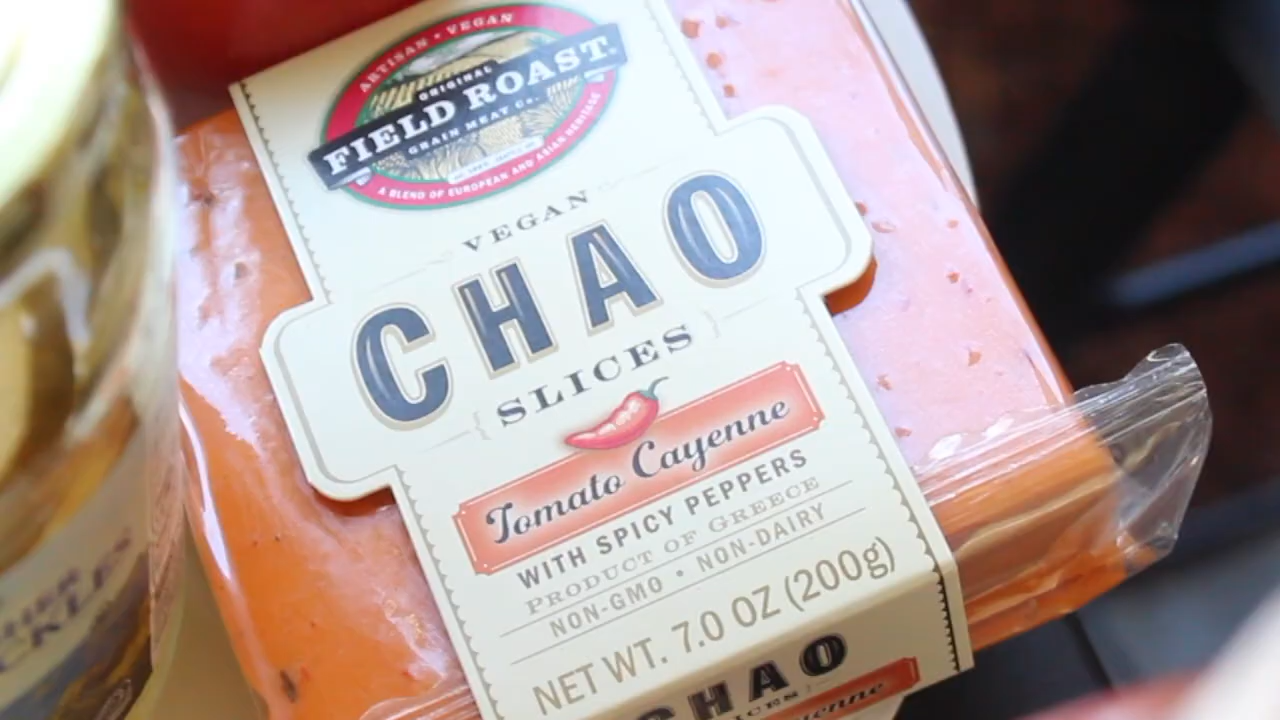 ARTISAN • VEGAN
ORIGINAL
FIELD ROAST
GRAIN MEAT Co.
A BLEND OF EUROPEAN AND ASIAN HERITAGE
VEGAN
CHAO
SLICES
Tomato Cayenne
WITH SPICY PEPPERS
PRODUCT OF GREECE
NON-GMO • NON-DAIRY
NET WT. 7.0 OZ (200g)
CHAO